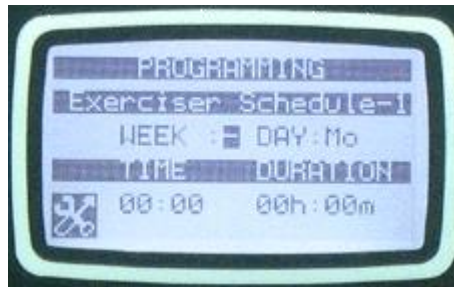 PROGRAMMING
Exerciser Schedule-1
WEEK :- DAY:Mo
TIME DURATION
00:00 00h:00m